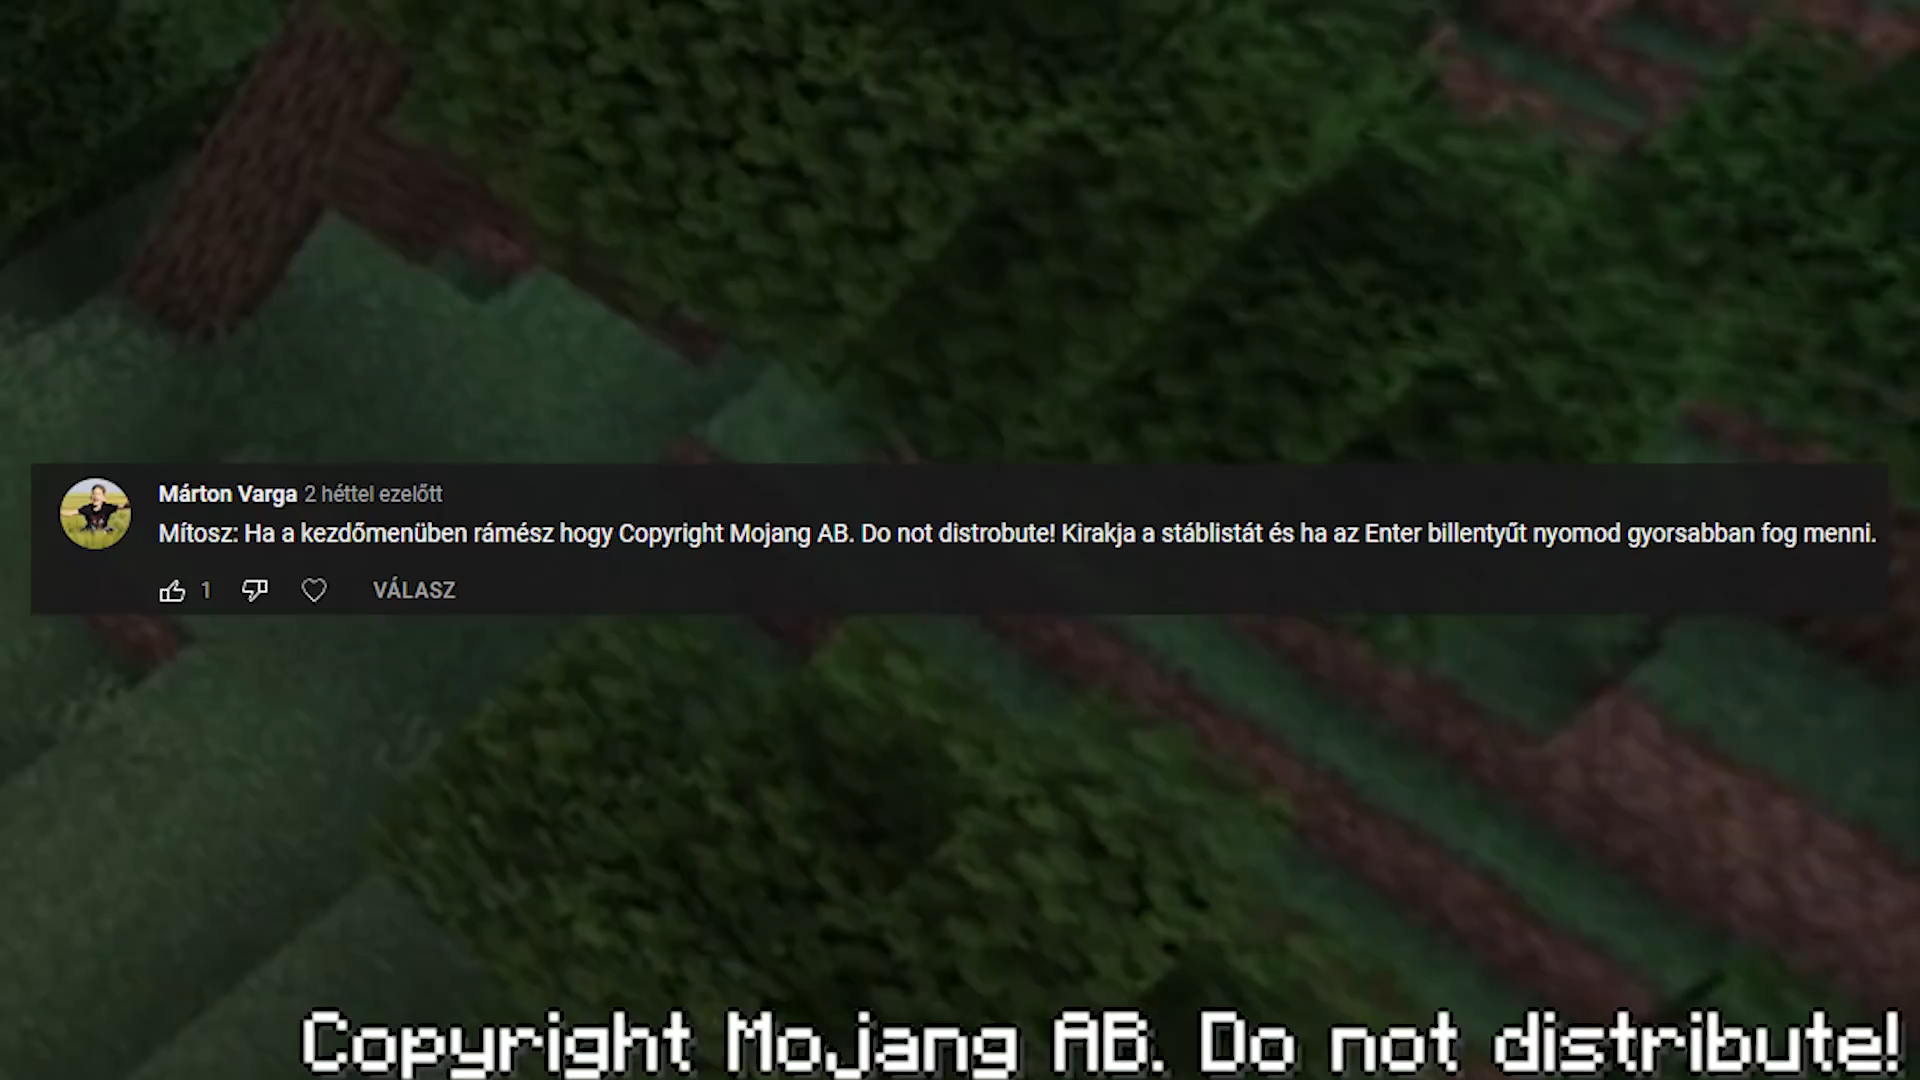 Márton Varga 2 héttel ezelőtt
Mítosz: Ha a kezdőmenüben rámész hogy Copyright Mojang AB. Do not distrobute! Kirakja a stáblistát és ha az Enter billentyűt nyomod gyorsabban fog menni.
1 VÁLASZ
Copyright Mojang AB. Do not distribute!